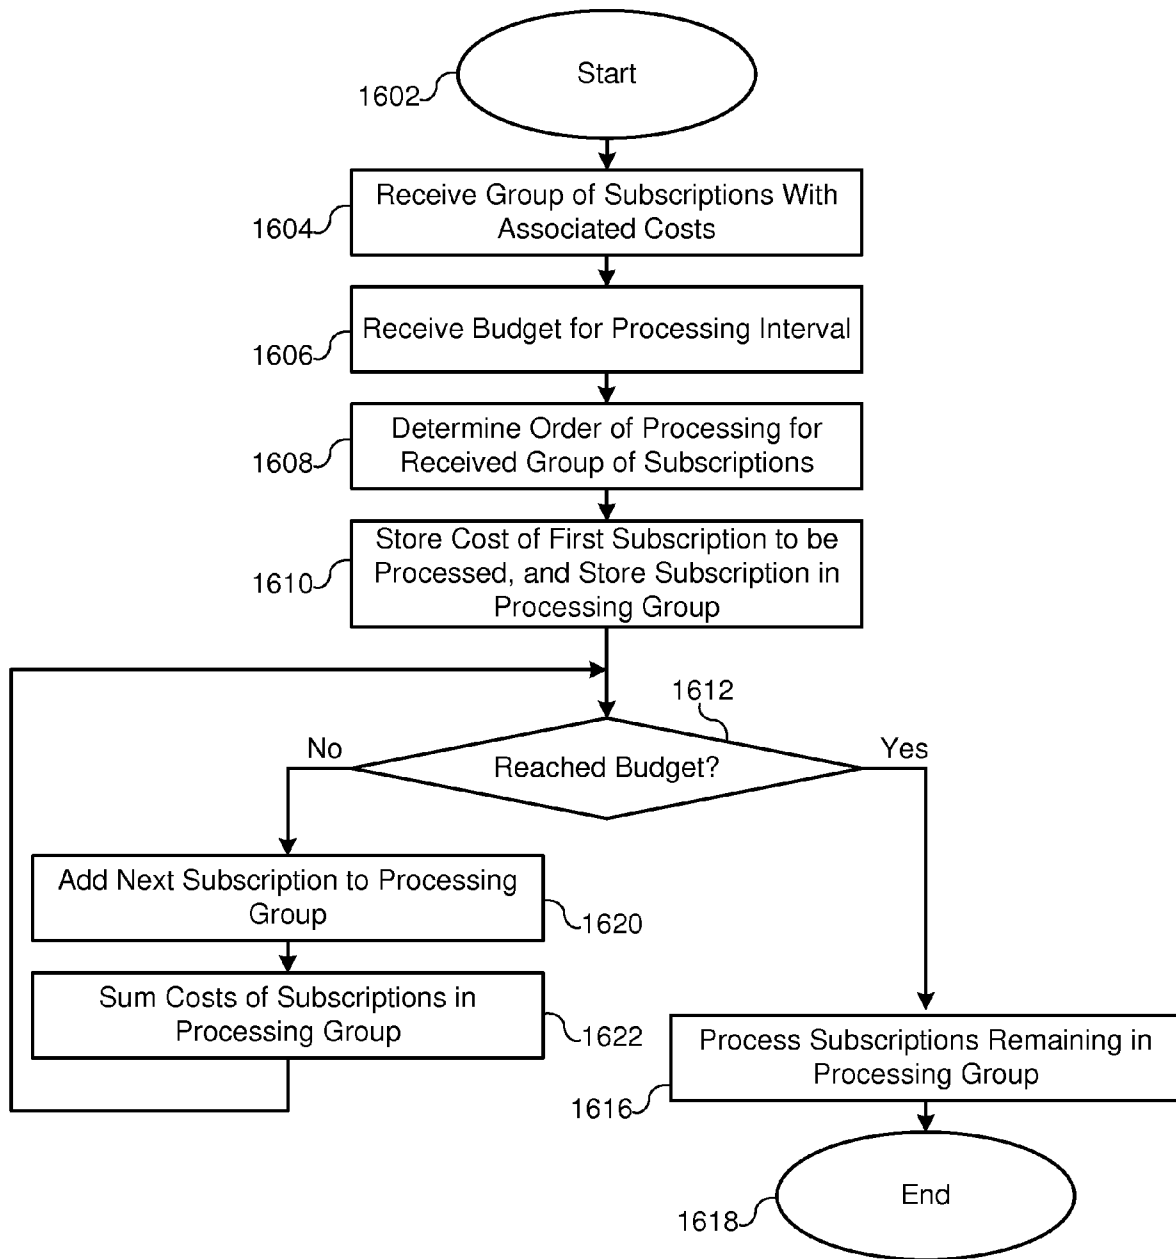 Start
1602
Receive Group of Subscriptions With
Associated Costs
1604
Receive Budget for Processing Interval
1606
Determine Order of Processing for
Received Group of Subscriptions
1608
Store Cost of First Subscription to be
Processed, and Store Subscription in
Processing Group
1610
1612
No
Reached Budget?
Yes
Add Next Subscription to Processing
Group
1620
Sum Costs of Subscriptions in
Processing Group
1622
Process Subscriptions Remaining in
Processing Group
1616
End
1618